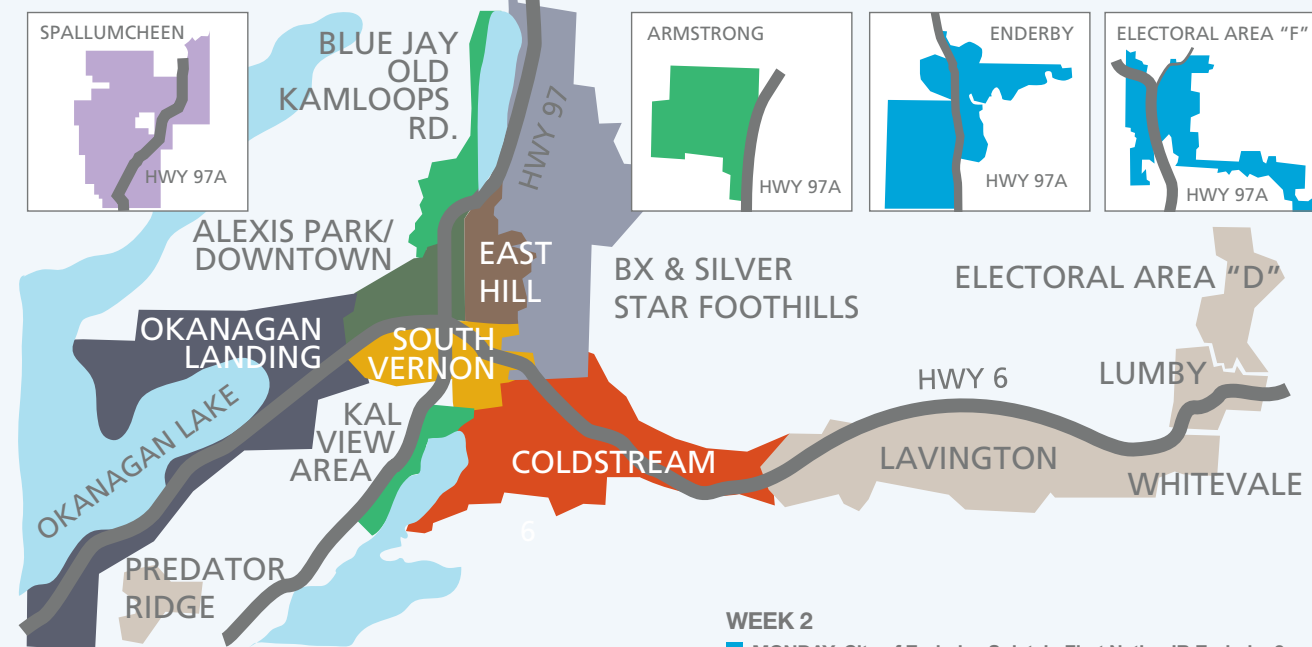 SPALLUMCHEEN
HWY 97A
BLUE JAY
OLD
KAMLOOPS
RD.
HWY 97
ARMSTRONG
HWY 97A
ENDERBY
HWY 97A
ELECTORAL AREA "F"
HWY 97A
ALEXIS PARK/
DOWNTOWN
EAST
HILL
BX & SILVER
STAR FOOTHILLS
ELECTORAL AREA "D"
OKANAGAN
LANDING
SOUTH
VERNON
HWY 6
LUMBY
OKANAGAN LAKE
KAL
VIEW
AREA
COLDSTREAM
LAVINGTON
WHITEVALE
6
PREDATOR
RIDGE
WEEK 2